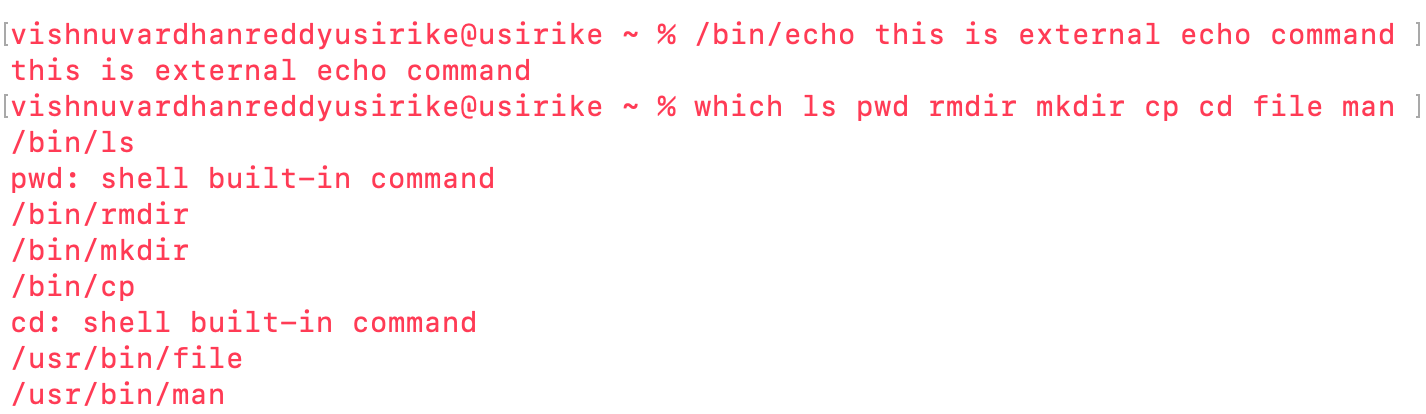 [vishnuvardhanreddyusirike@usirike ~ % /bin/echo this is external echo command ]
this is external echo command
[vishnuvardhanreddyusirike@usirike ~ % which ls pwd rmdir mkdir cp cd file man ]
/bin/ls
pwd: shell built-in command
/bin/rmdir
/bin/mkdir
/bin/cp
cd: shell built-in command
/usr/bin/file
/usr/bin/man